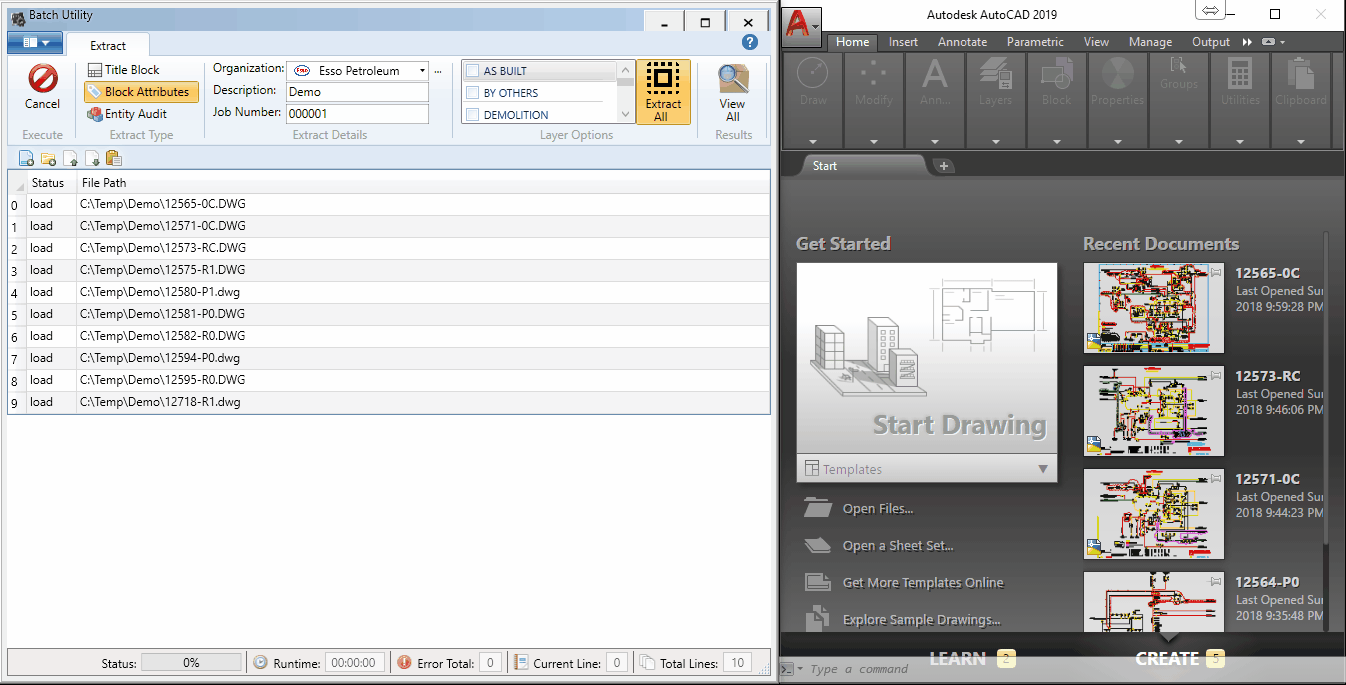 Batch Utility
Extract
Cancel
Execute
Title Block
Block Attributes
Entity Audit
Extract Type
Organization: Esso Petroleum ...
Description: Demo
Job Number: 000001
Extract Details
AS BUILT
BY OTHERS
DEMOLITION
Extract All
Layer Options
View All
Results
Status File Path
0 load C:\Temp\Demo\12565-0C.DWG
1 load C:\Temp\Demo\12571-0C.DWG
2 load C:\Temp\Demo\12573-RC.DWG
3 load C:\Temp\Demo\12575-R1.DWG
4 load C:\Temp\Demo\12580-P1.dwg
5 load C:\Temp\Demo\12581-P0.DWG
6 load C:\Temp\Demo\12582-R0.DWG
7 load C:\Temp\Demo\12594-P0.dwg
8 load C:\Temp\Demo\12595-R0.DWG
9 load C:\Temp\Demo\12718-R1.dwg
Status: 0% Runtime: 00:00:00 Error Total: 0 Current Line: 0 Total Lines: 10
Autodesk AutoCAD 2019
Home Insert Annotate Parametric View Manage Output
Draw Modify Ann... Layers Block Properties Groups Utilities Clipboard
Start
Get Started
Start Drawing
Templates
Open Files...
Open a Sheet Set...
Get More Templates Online
Explore Sample Drawings...
Recent Documents
12565-0C
Last Opened Sun
2018 9:59:28 PM
12573-RC
Last Opened Sun
2018 9:46:06 PM
12571-0C
Last Opened Sun
2018 9:44:23 PM
12564-P0
Last Opened Sun
2018 9:35:48 PM
LEARN 2 CREATE 5
Type a command